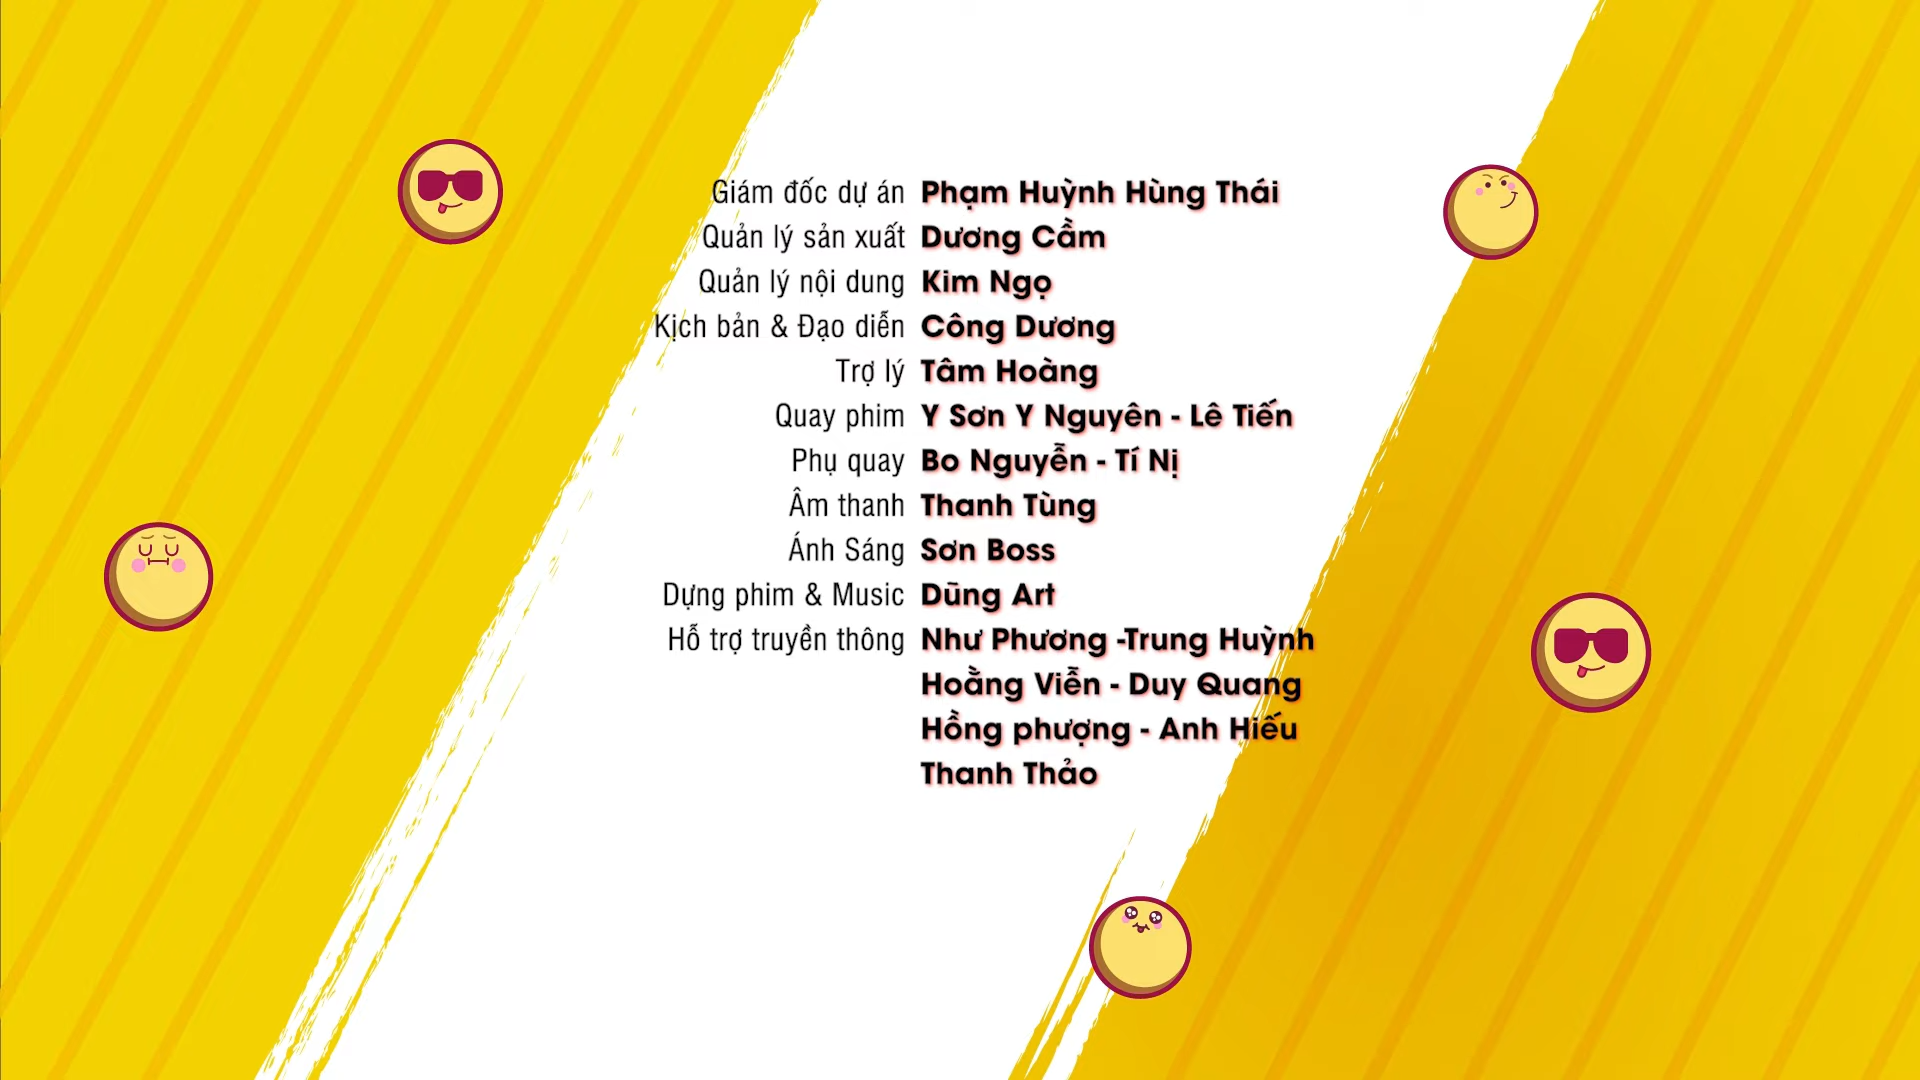 Giám đốc dự án Phạm Huỳnh Hùng Thái
Quản lý sản xuất Dương Cầm
Quản lý nội dung Kim Ngọ
Kịch bản & Đạo diễn Công Dương
Trợ lý Tâm Hoàng
Quay phim Y Sơn Y Nguyên - Lê Tiến
Phụ quay Bo Nguyễn - Tí Nị
Âm thanh Thanh Tùng
Ánh Sáng Sơn Boss
Dựng phim & Music Dũng Art
Hỗ trợ truyền thông Như Phương -Trung Huỳnh
Hoằng Viễn - Duy Quang
Hồng phượng - Anh Hiếu
Thanh Thảo